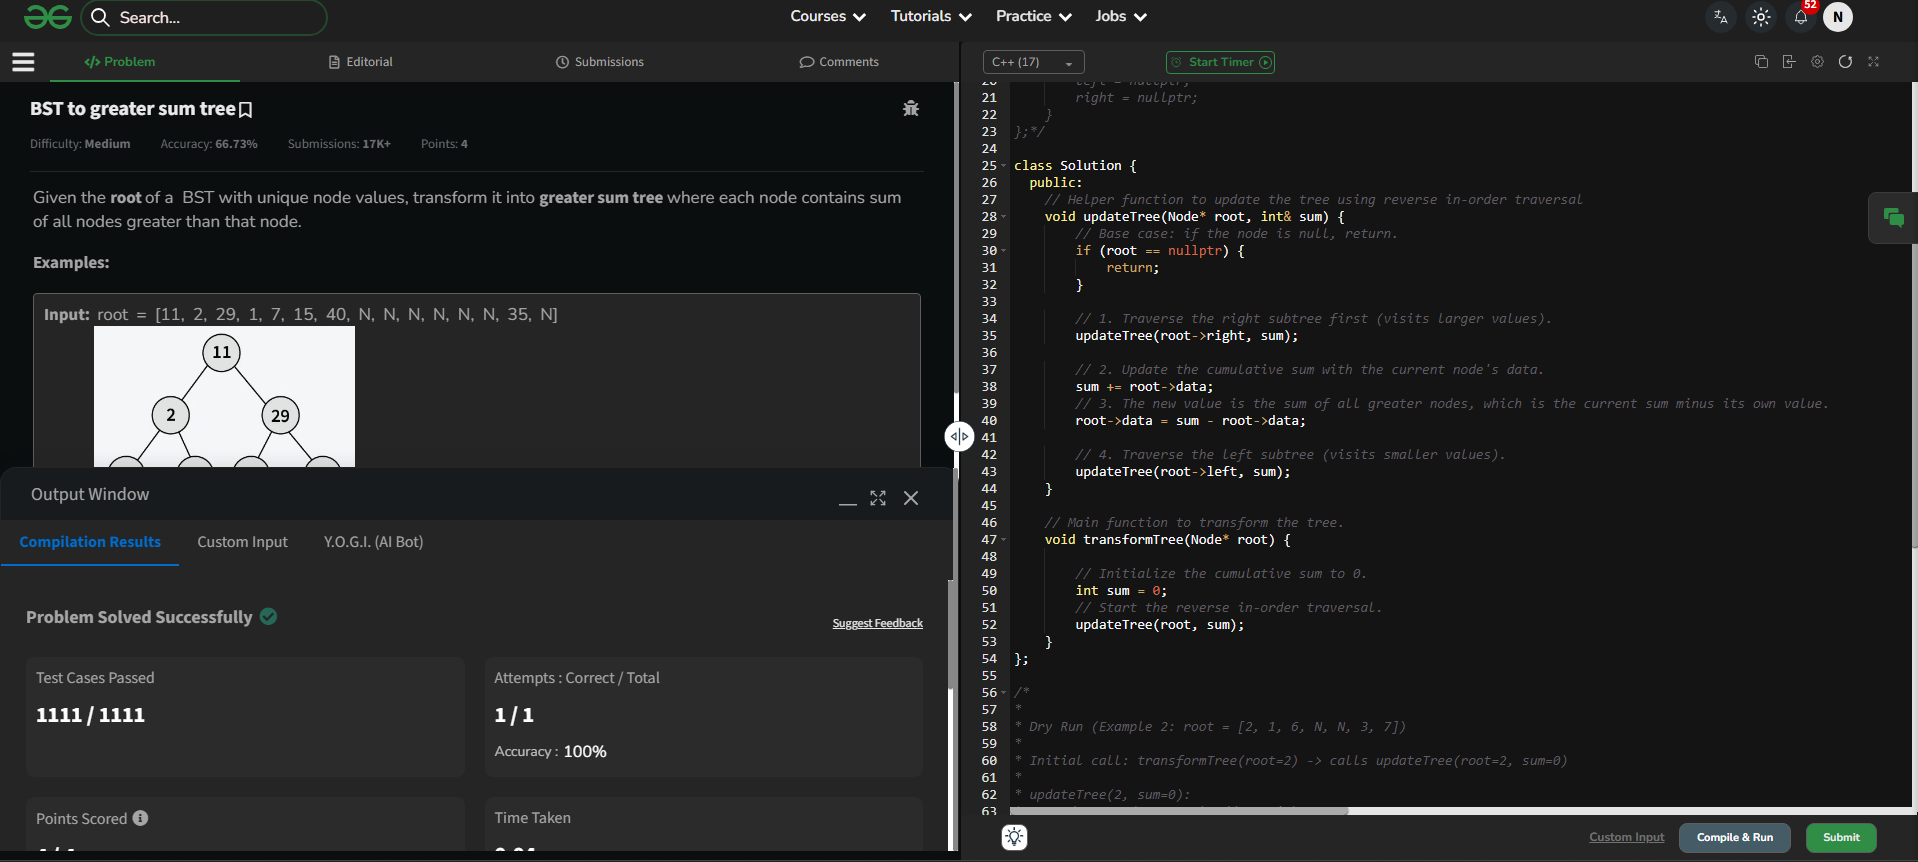 Search...
Courses Tutorials Practice Jobs
52
N
</> Problem Editorial Submissions Comments
BST to greater sum tree
Difficulty: Medium Accuracy: 66.73% Submissions: 17K+ Points: 4
Given the root of a BST with unique node values, transform it into greater sum tree where each node contains sum
of all nodes greater than that node.
Examples:
Input: root = [11, 2, 29, 1, 7, 15, 40, N, N, N, N, N, N, 35, N]
11
2 29
Output Window
Compilation Results Custom Input Y.O.G.I. (AI Bot)
Problem Solved Successfully
Suggest Feedback
Test Cases Passed
1111 / 1111
Attempts : Correct / Total
1 / 1
Accuracy : 100%
Points Scored
Time Taken
C++ (17) Start Timer
20 left = nullptr;
21 right = nullptr;
22 }
23 };*/
24
25 class Solution {
26 public:
27 // Helper function to update the tree using reverse in-order traversal
28 void updateTree(Node* root, int& sum) {
29 // Base case: if the node is null, return.
30 if (root == nullptr) {
31 return;
32 }
33
34 // 1. Traverse the right subtree first (visits larger values).
35 updateTree(root->right, sum);
36
37 // 2. Update the cumulative sum with the current node's data.
38 sum += root->data;
39 // 3. The new value is the sum of all greater nodes, which is the current sum minus its own value.
40 root->data = sum - root->data;
41
42 // 4. Traverse the left subtree (visits smaller values).
43 updateTree(root->left, sum);
44 }
45
46 // Main function to transform the tree.
47 void transformTree(Node* root) {
48
49 // Initialize the cumulative sum to 0.
50 int sum = 0;
51 // Start the reverse in-order traversal.
52 updateTree(root, sum);
53 }
54 };
55
56 /*
57 *
58 * Dry Run (Example 2: root = [2, 1, 6, N, N, 3, 7])
59 *
60 * Initial call: transformTree(root=2) -> calls updateTree(root=2, sum=0)
61 *
62 * updateTree(2, sum=0):
63
Custom Input Compile & Run Submit